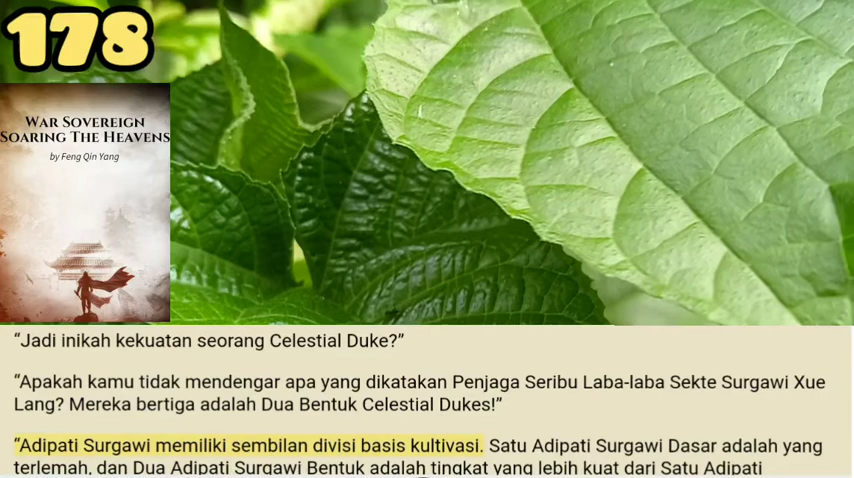 178
WAR SOVEREIGN
SOARING THE HEAVENS
by Feng Qin Yang
“Jadi inikah kekuatan seorang Celestial Duke?”
“Apakah kamu tidak mendengar apa yang dikatakan Penjaga Seribu Laba-laba Sekte Surgawi Xue
Lang? Mereka bertiga adalah Dua Bentuk Celestial Dukes!”
“Adipati Surgawi memiliki sembilan divisi basis kultivasi. Satu Adipati Surgawi Dasar adalah yang
terlemah, dan Dua Adipati Surgawi Bentuk adalah tingkat yang lebih kuat dari Satu Adipati